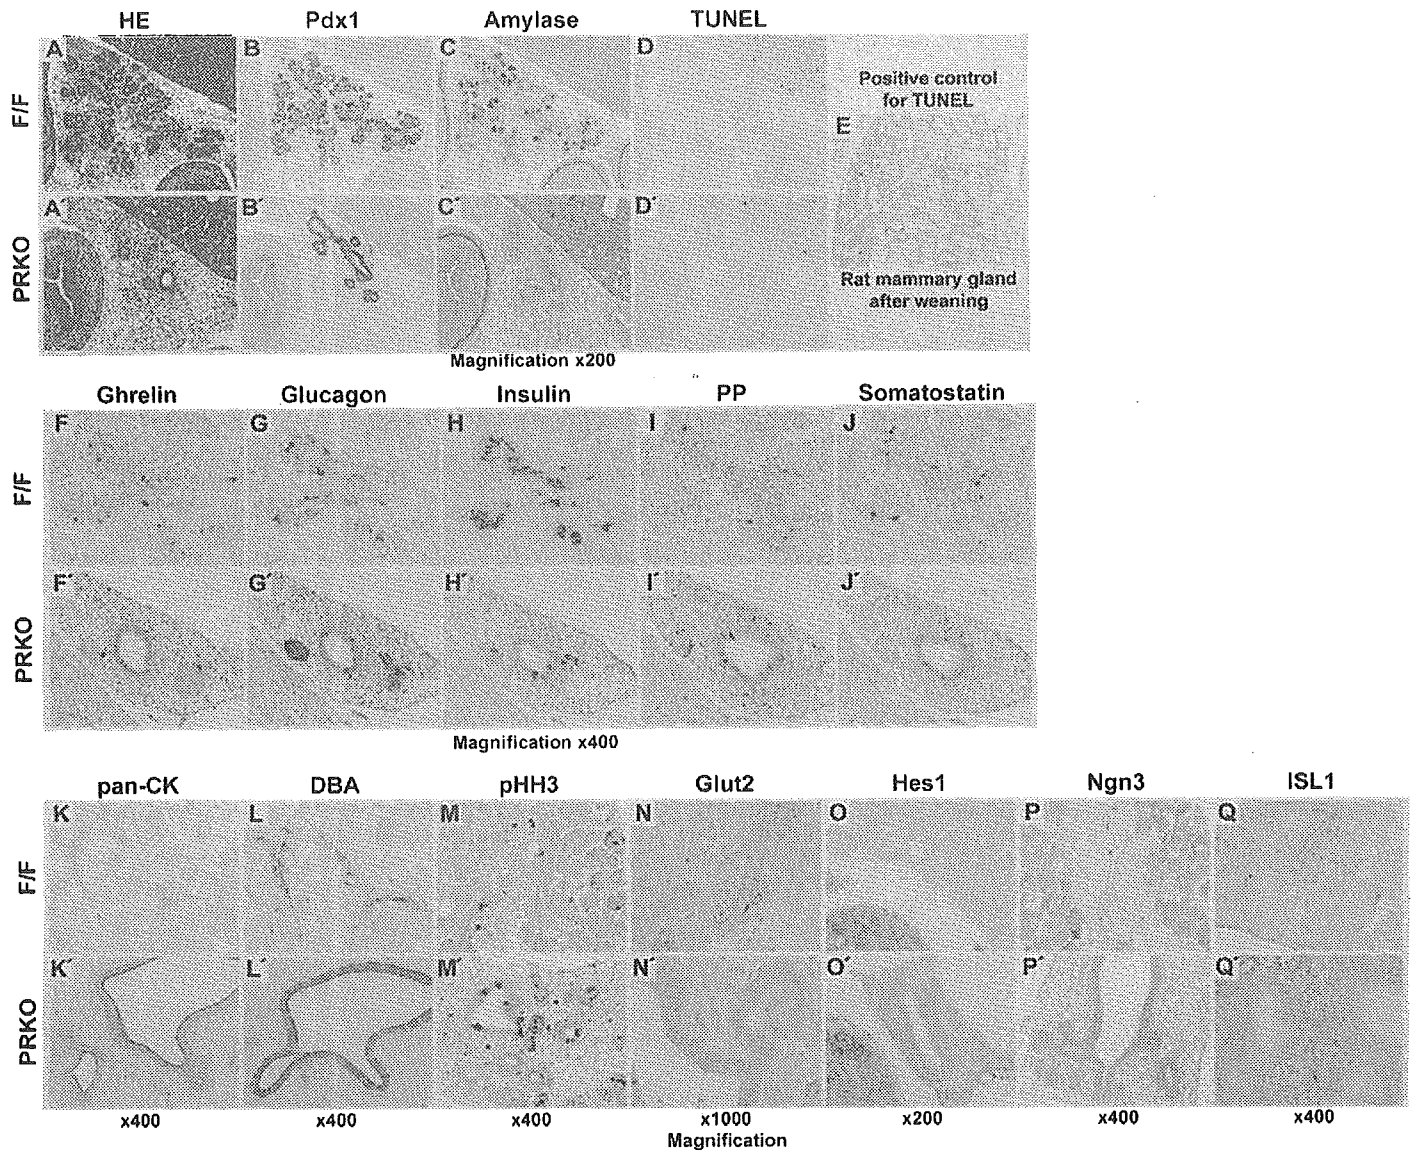 HE Pdx1 Amylase TUNEL
F/F
A B C D
Positive control
for TUNEL
E
PRKO
A´ B´ C´ D´
Rat mammary gland
after weaning
Magnification x200
Ghrelin Glucagon Insulin PP Somatostatin
F/F
F G H I J
PRKO
F´ G´ H´ I´ J´
Magnification x400
pan-CK DBA pHH3 Glut2 Hes1 Ngn3 ISL1
F/F
K L M N O P Q
PRKO
K´ L´ M´ N´ O´ P´ Q´
x400 x400 x400 x1000 x200 x400 x400
Magnification